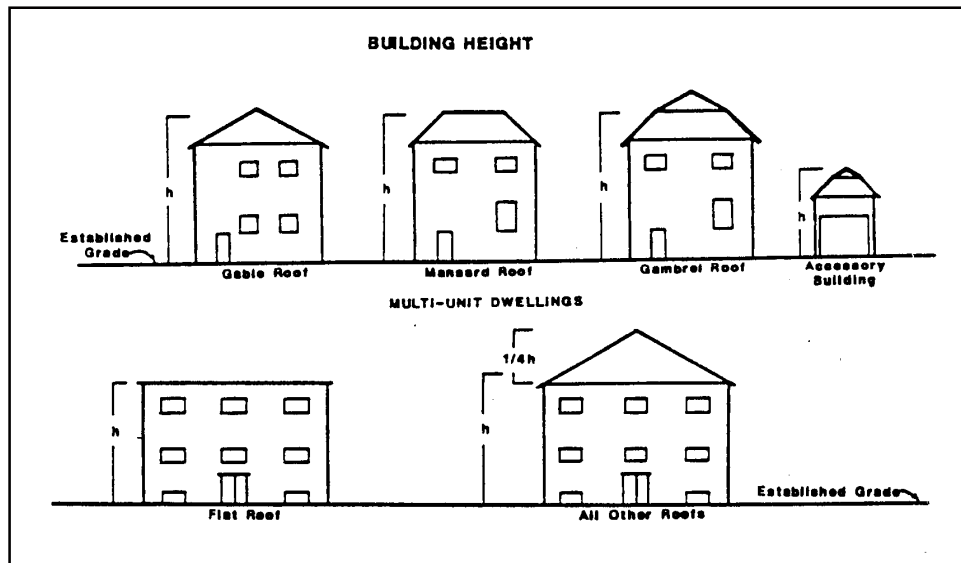 BUILDING HEIGHT
h
h
h
h
Established
Grade
Gable Roof
Mansard Roof
Gambrel Roof
Accessory
Building
MULTI-UNIT DWELLINGS
1/4h
h
h
Established Grade
Flat Roof
All Other Roofs